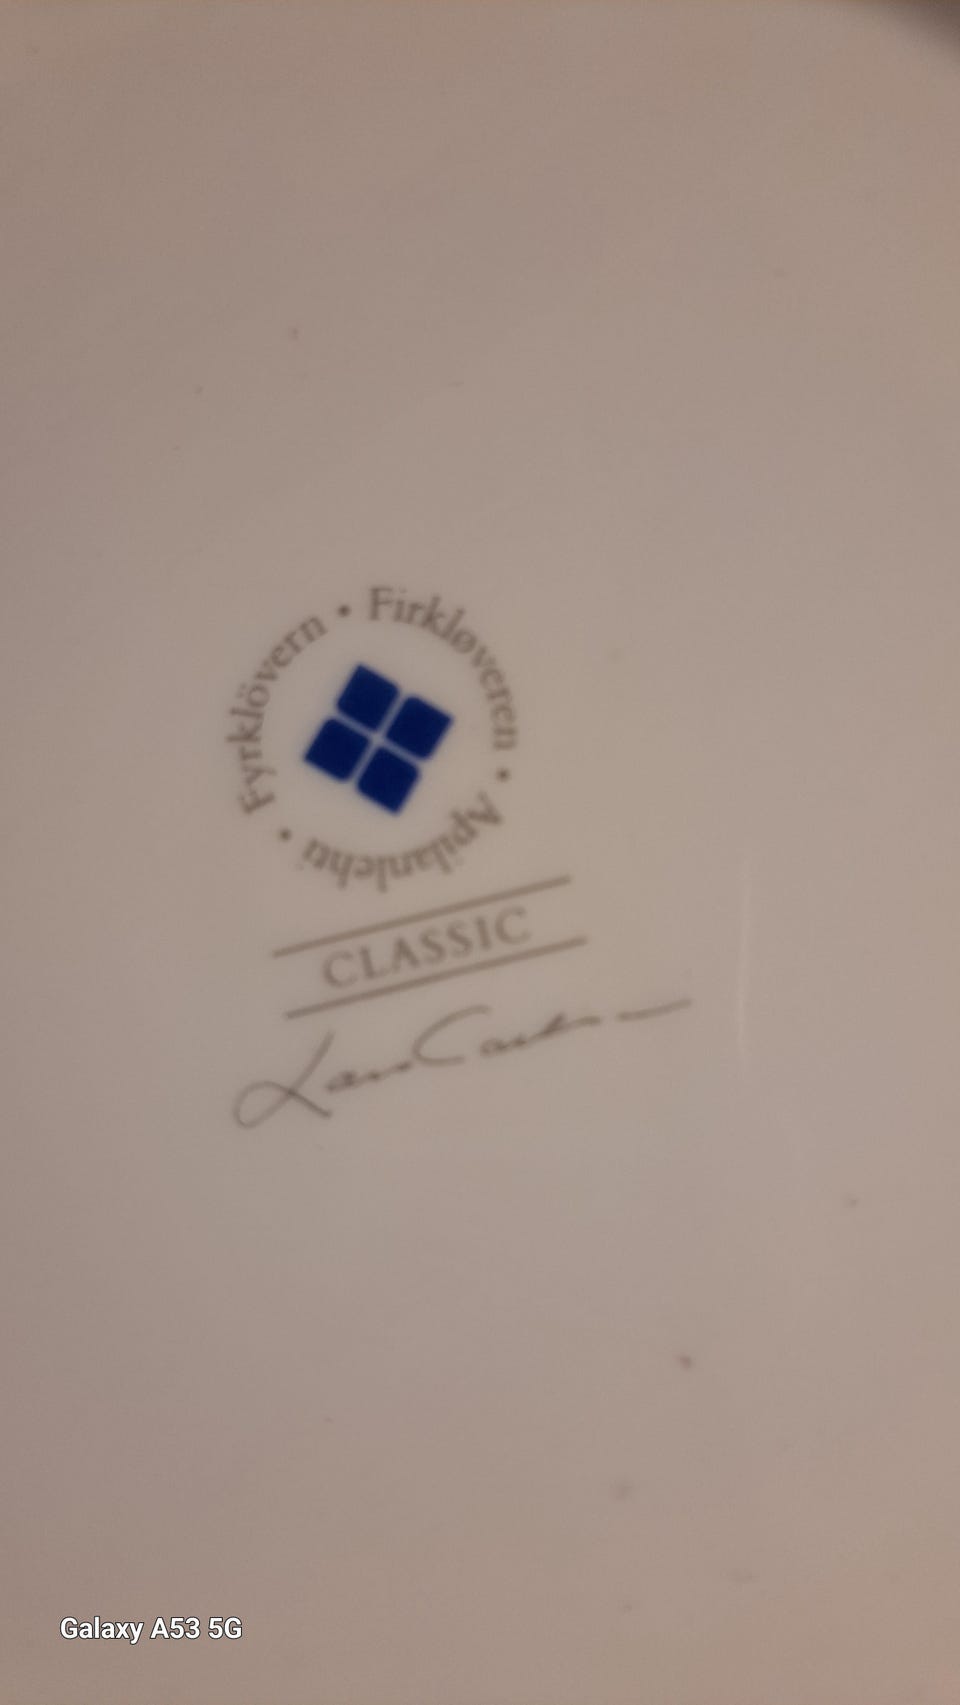 Fyrklövern • Firkløveren • Apilanlehti •
CLASSIC
Galaxy A53 5G